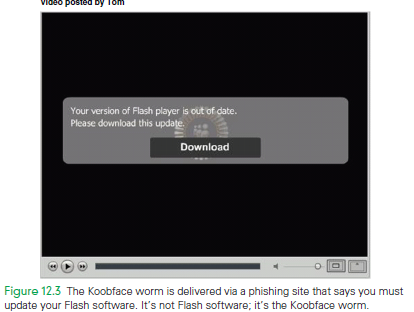 Video posted by Tom
Your version of Flash player is out of date.
Please download this update.
Download
Figure 12.3 The Koobface worm is delivered via a phishing site that says you must
update your Flash software. It's not Flash software; it's the Koobface worm.